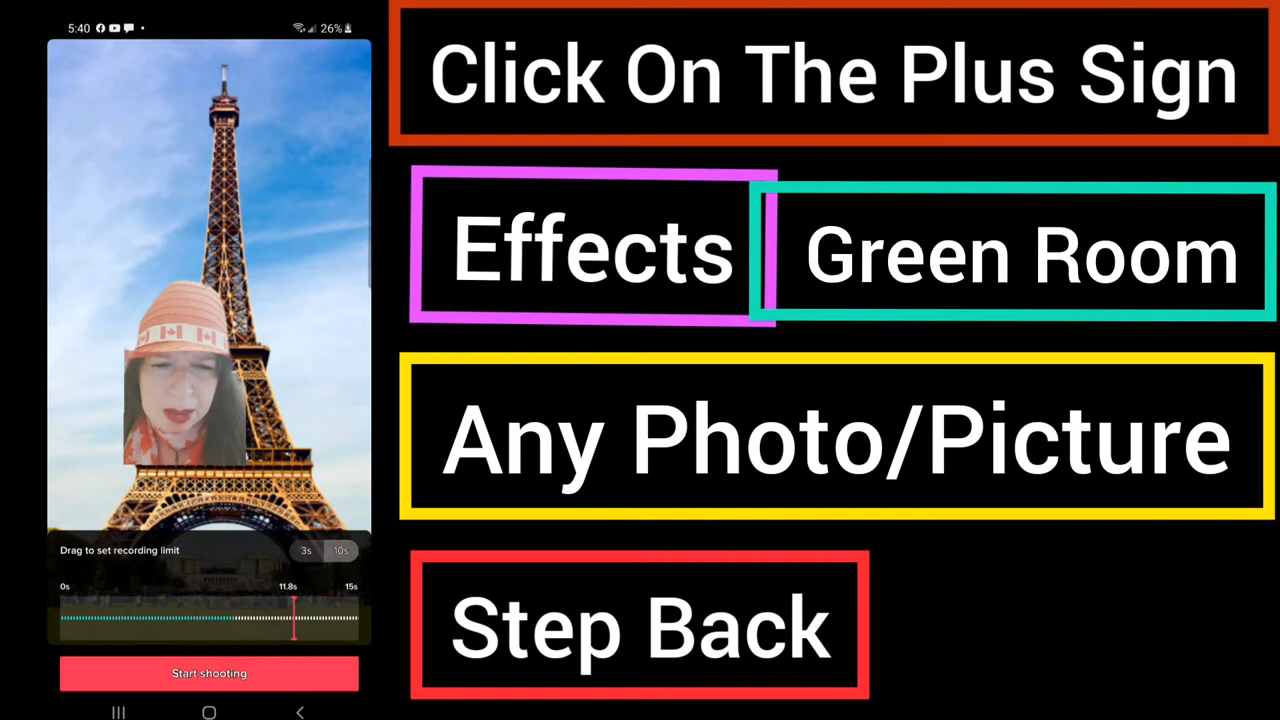 5:40
26%
Click On The Plus Sign
Effects
Green Room
Any Photo/Picture
Step Back
Drag to set recording limit
3s 10s
0s 11.8s 15s
Start shooting